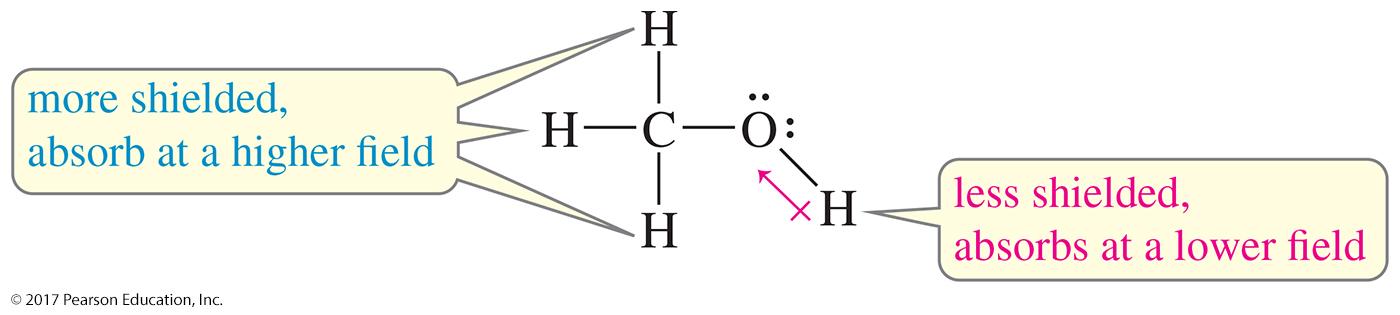 H
more shielded,
absorb at a higher field
H—C—Ö:
H
H
less shielded,
absorbs at a lower field
© 2017 Pearson Education, Inc.